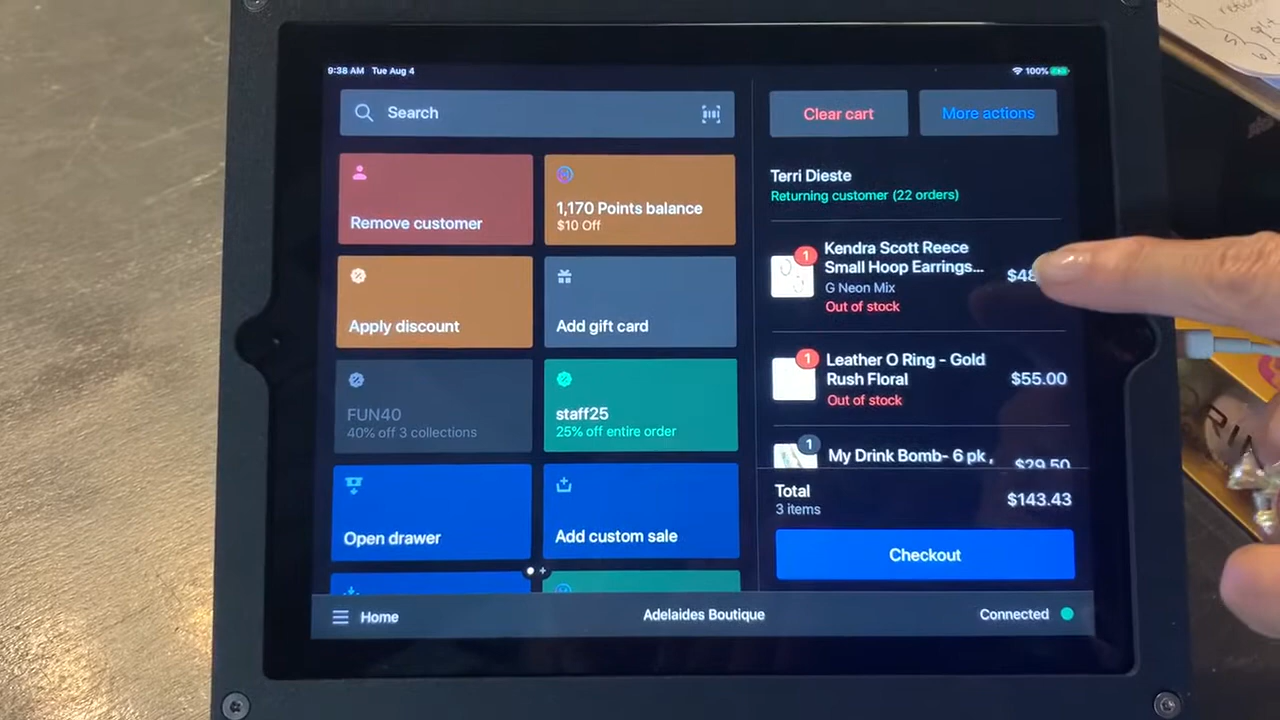 9:38 AM Tue Aug 4
100%
Search
Clear cart
More actions
Remove customer
1,170 Points balance
$10 Off
Terri Dieste
Returning customer (22 orders)
1
Kendra Scott Reece
Small Hoop Earrings...
G Neon Mix
Out of stock
$48
Apply discount
Add gift card
1
Leather O Ring - Gold
Rush Floral
Out of stock
$55.00
FUN40
40% off 3 collections
staff25
25% off entire order
1
My Drink Bomb- 6 pk ,
$29.50
Open drawer
Add custom sale
Total
3 items
$143.43
Checkout
Home
Adelaides Boutique
Connected